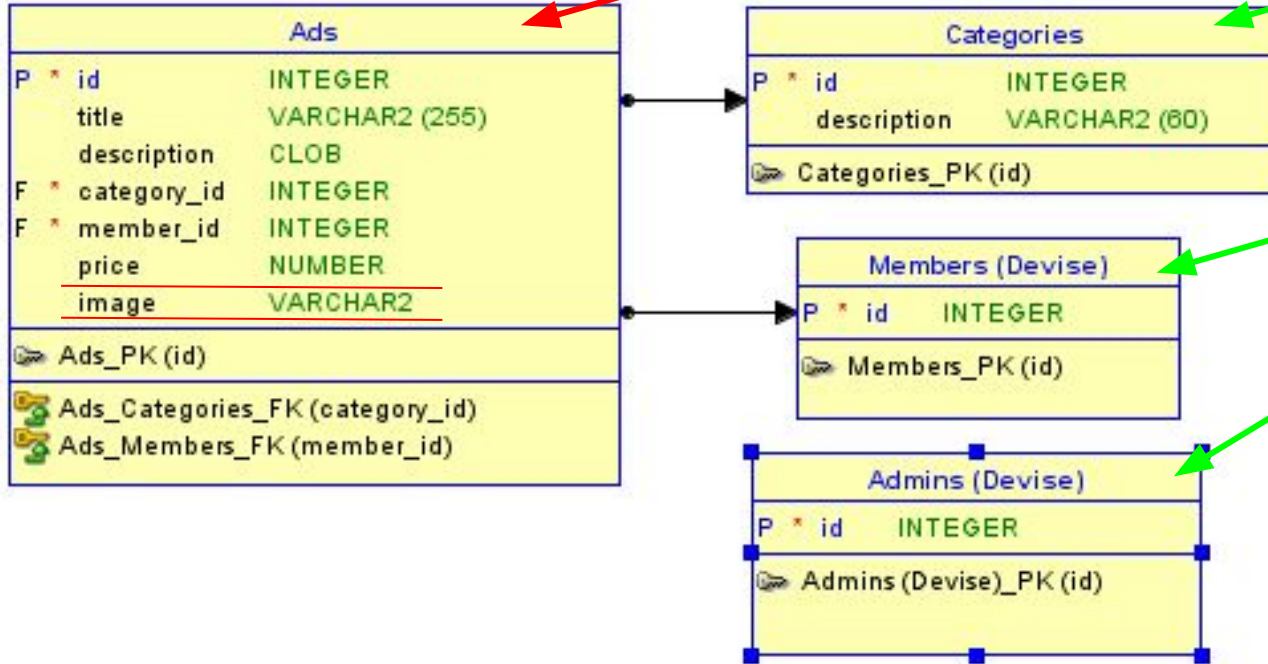 Ads
P * id INTEGER
title VARCHAR2 (255)
description CLOB
F * category_id INTEGER
F * member_id INTEGER
price NUMBER
image VARCHAR2
Ads_PK (id)
Ads_Categories_FK (category_id)
Ads_Members_FK (member_id)
Categories
P * id INTEGER
description VARCHAR2 (60)
Categories_PK (id)
Members (Devise)
P * id INTEGER
Members_PK (id)
Admins (Devise)
P * id INTEGER
Admins (Devise)_PK (id)